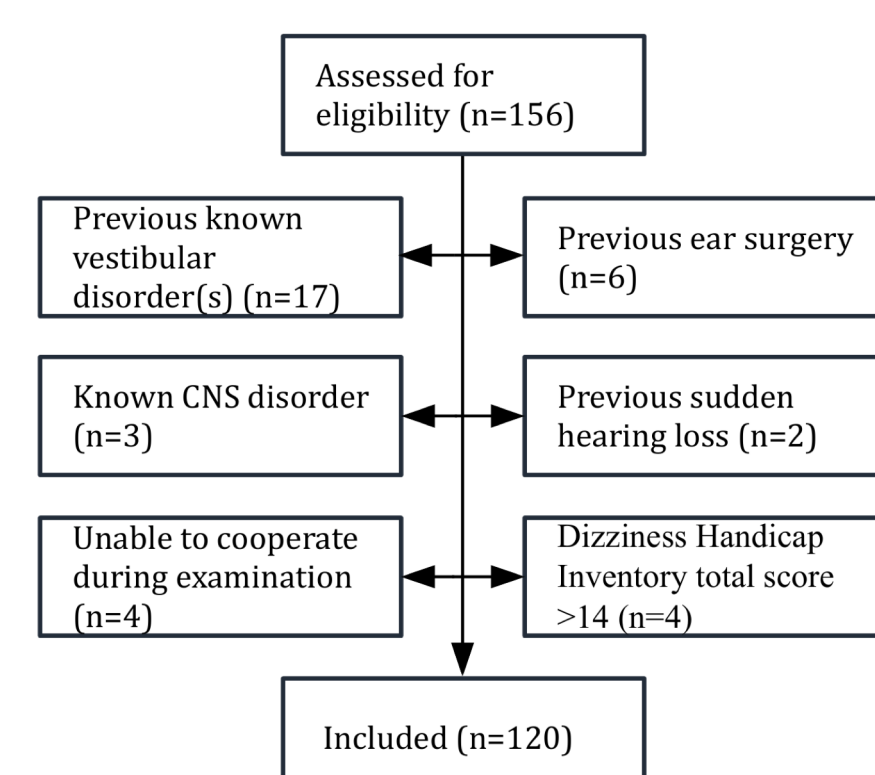 Assessed for
eligibility (n=156)
Previous known
vestibular
disorder(s) (n=17)
Previous ear surgery
(n=6)
Known CNS disorder
(n=3)
Previous sudden
hearing loss (n=2)
Unable to cooperate
during examination
(n=4)
Dizziness Handicap
Inventory total score
>14 (n=4)
Included (n=120)